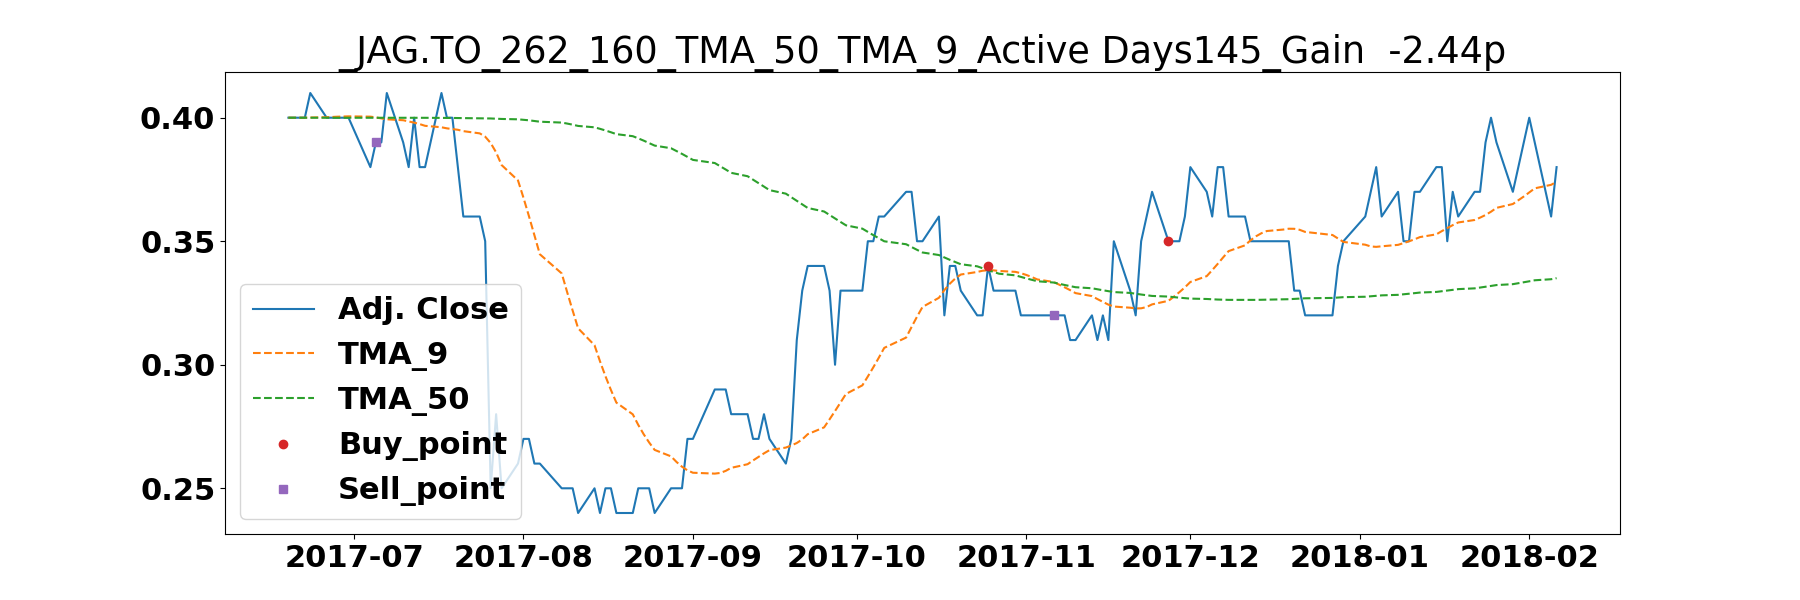 _JAG.TO_262_160_TMA_50_TMA_9_Active Days145_Gain  -2.44p
0.40
0.35
0.30
0.25
Adj. Close
TMA_9
TMA_50
Buy_point
Sell_point
2017-07 2017-08 2017-09 2017-10 2017-11 2017-12 2018-01 2018-02